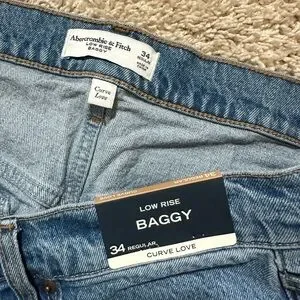 Abercrombie & Fitch
LOW RISE
BAGGY
34
Curve
Love
LOW RISE
BAGGY
34 REGULAR
CURVE LOVE